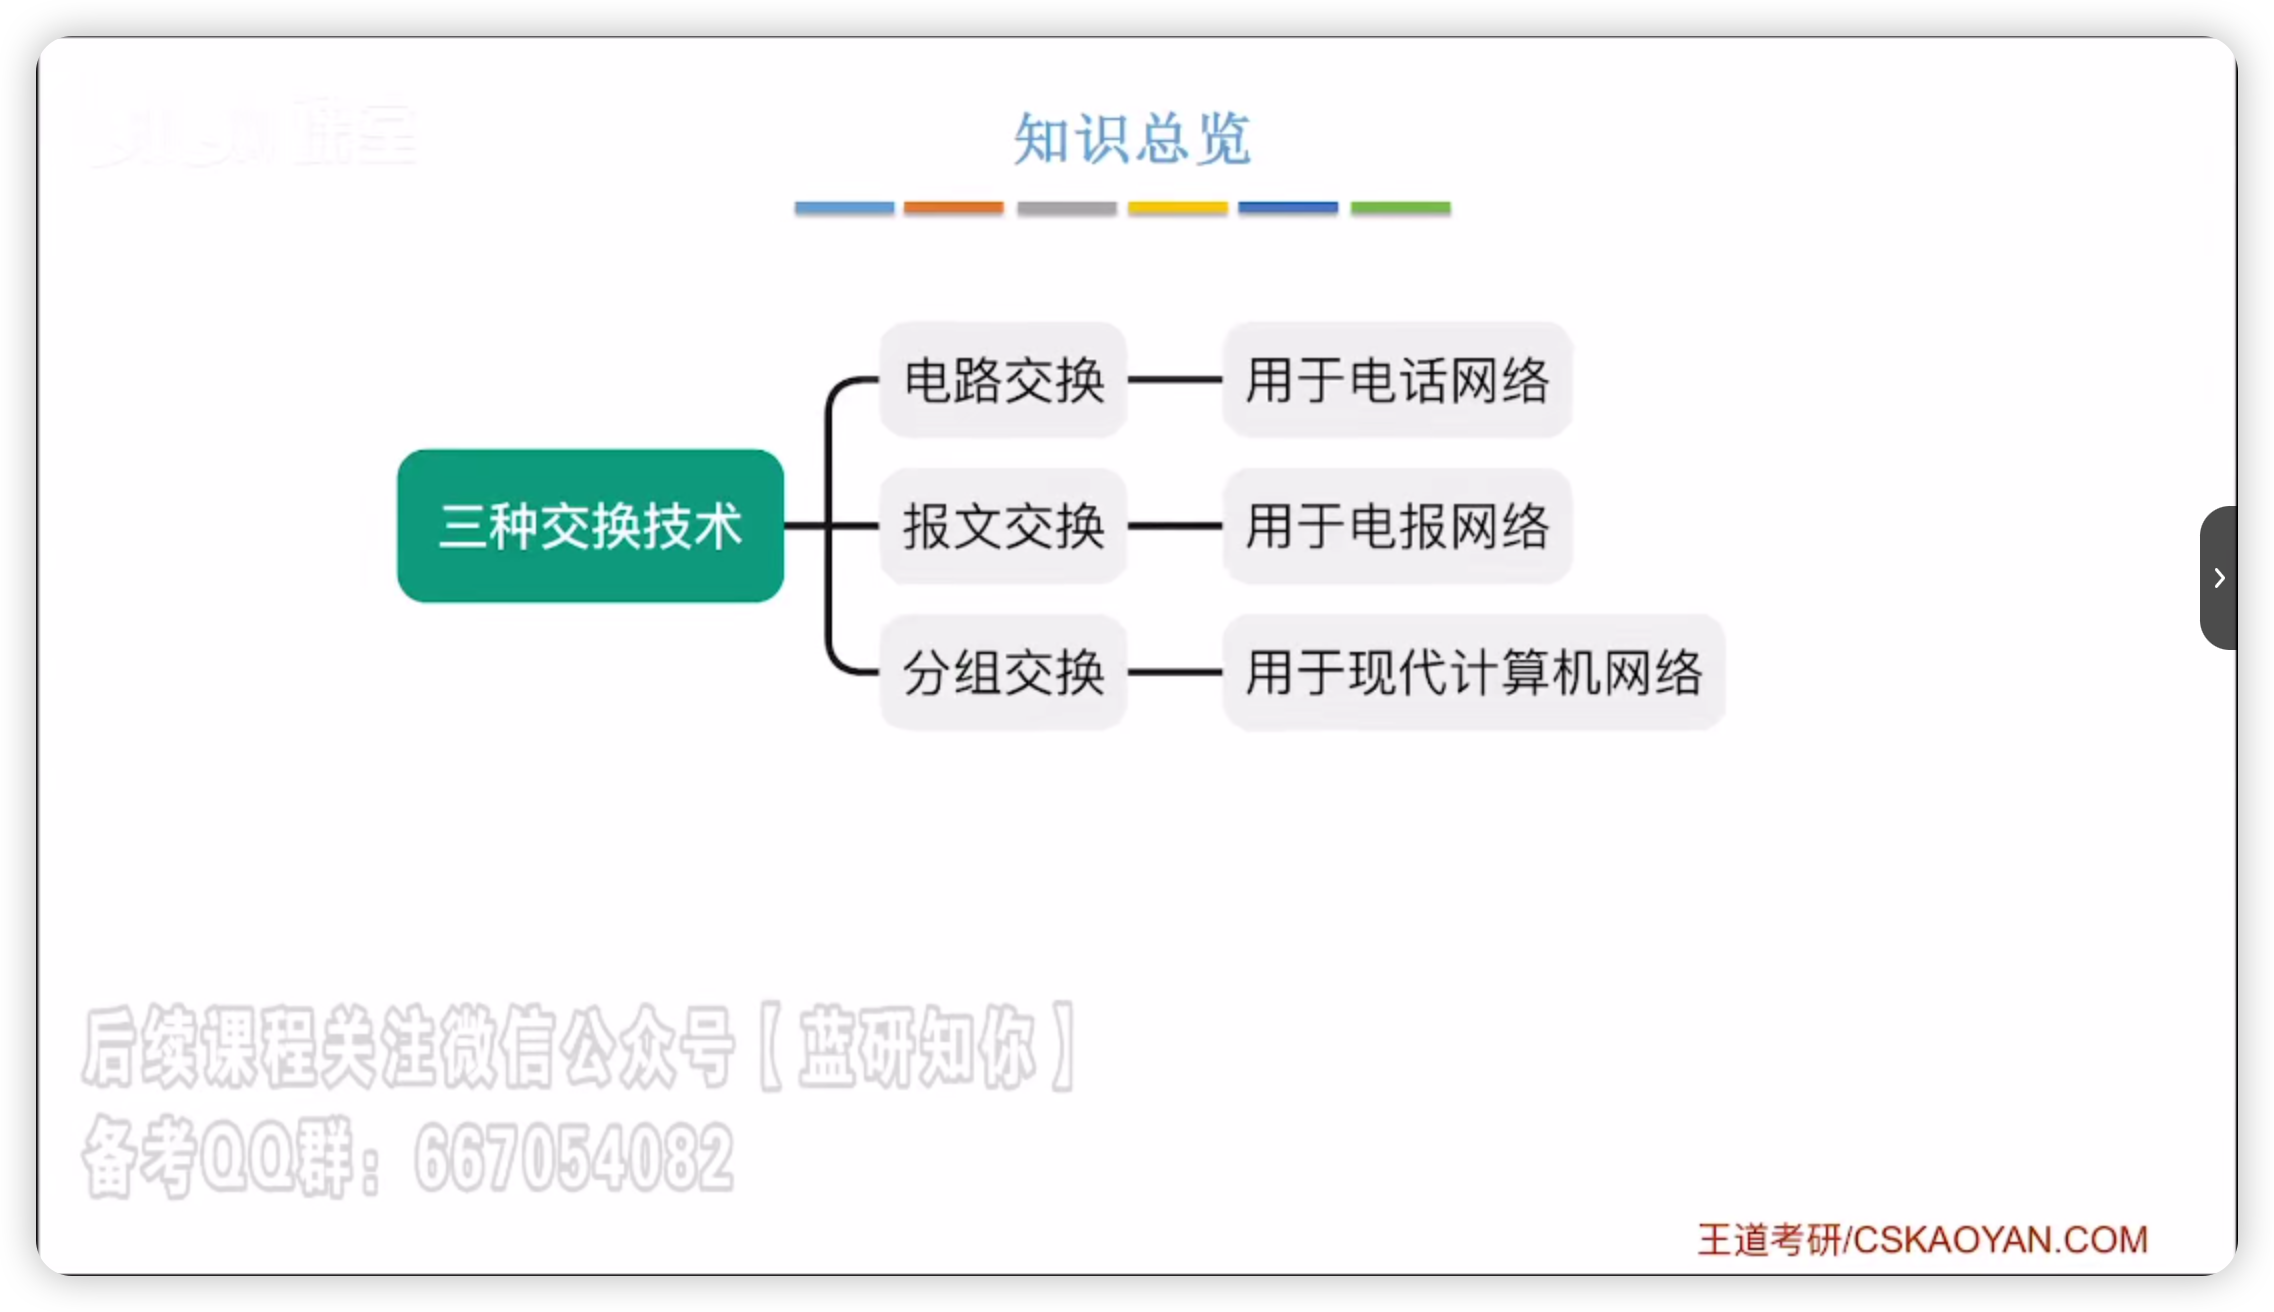 知识总览
电路交换
用于电话网络
三种交换技术
报文交换
用于电报网络
分组交换
用于现代计算机网络
后续课程关注微信公众号【蓝研知你】
备考QQ群：667054082
王道考研/CSKAOYAN.COM